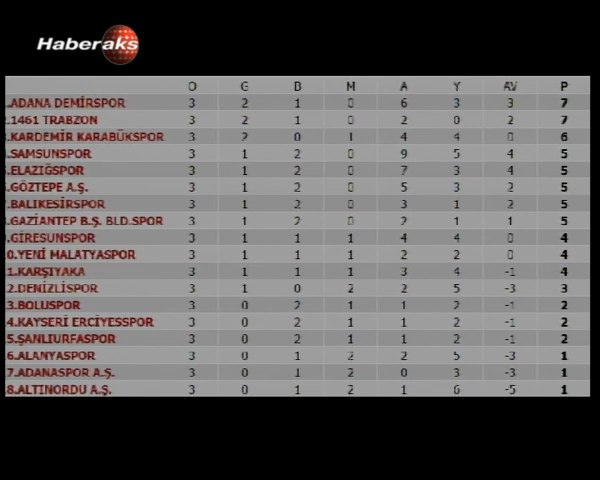 Haberaks
O G B M A Y AV P
.ADANA DEMİRSPOR 3 2 1 0 6 3 3 7
.1461 TRABZON 3 2 1 0 2 0 2 7
.KARDEMİR KARABÜKSPOR 3 2 0 1 4 4 0 6
.SAMSUNSPOR 3 1 2 0 9 5 4 5
.ELAZIĞSPOR 3 1 2 0 7 3 4 5
.GÖZTEPE A.Ş. 3 1 2 0 5 3 2 5
.BALIKESİRSPOR 3 1 2 0 3 1 2 5
.GAZİANTEP B.Ş. BLD.SPOR 3 1 2 0 2 1 1 5
.GİRESUNSPOR 3 1 1 1 4 4 0 4
0.YENİ MALATYASPOR 3 1 1 1 2 2 0 4
1.KARŞIYAKA 3 1 1 1 3 4 -1 4
2.DENİZLİSPOR 3 1 0 2 2 5 -3 3
3.BOLUSPOR 3 0 2 1 1 2 -1 2
4.KAYSERİ ERCİYESSPOR 3 0 2 1 1 2 -1 2
5.ŞANLIURFASPOR 3 0 2 1 1 2 -1 2
6.ALANYASPOR 3 0 1 2 2 5 -3 1
7.ADANASPOR A.Ş. 3 0 1 2 0 3 -3 1
8.ALTINORDU A.Ş. 3 0 1 2 1 6 -5 1